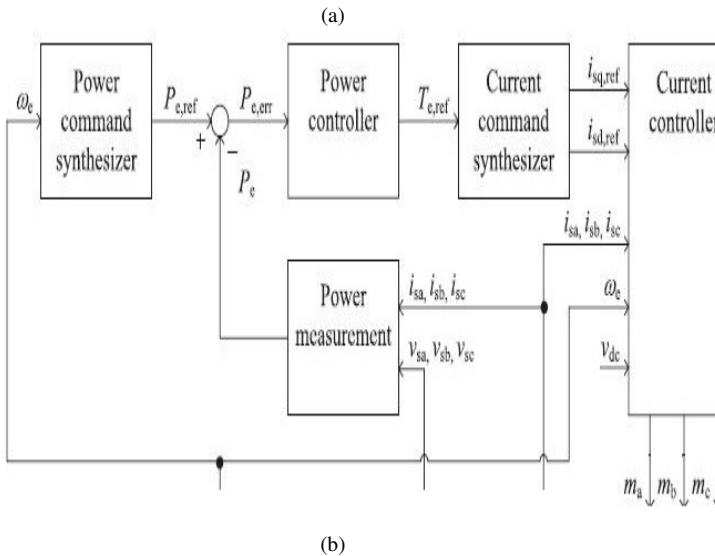 (a)
Power command synthesizer
Power controller
Current command synthesizer
Current controller
ωe
Pe,ref
+
−
Pe,err
Te,ref
isq,ref
isd,ref
Pe
isa, isb, isc
ωe
vdc
Power measurement
isa, isb, isc
vsa, vsb, vsc
ma
mb
mc
(b)